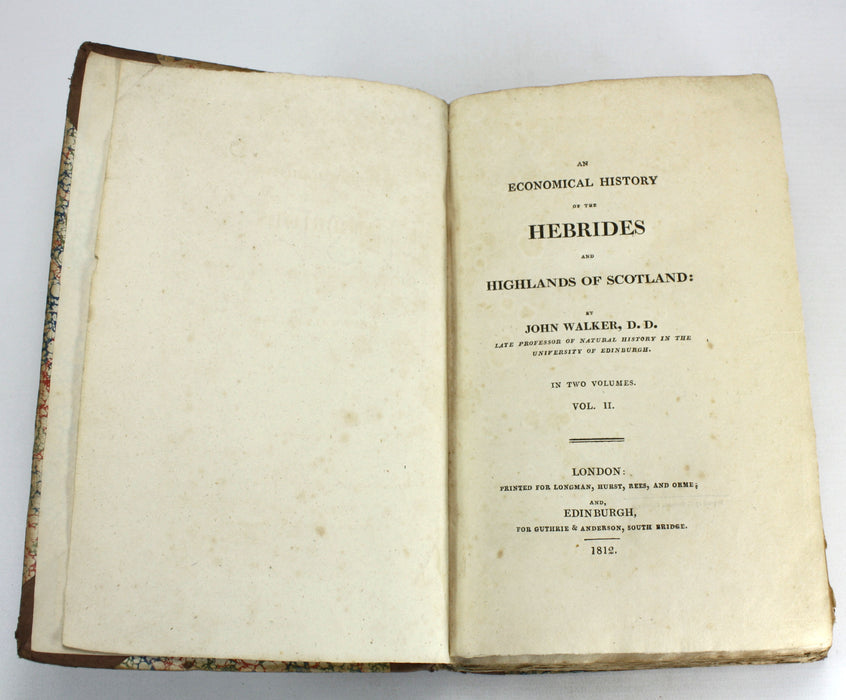 AN
ECONOMICAL HISTORY
OF THE
HEBRIDES
AND
HIGHLANDS OF SCOTLAND:
BY
JOHN WALKER, D. D.
LATE PROFESSOR OF NATURAL HISTORY IN THE
UNIVERSITY OF EDINBURGH.
IN TWO VOLUMES.
VOL. II.
LONDON:
PRINTED FOR LONGMAN, HURST, REES, AND ORME;
AND,
EDINBURGH,
FOR GUTHRIE & ANDERSON, SOUTH BRIDGE.
1812.